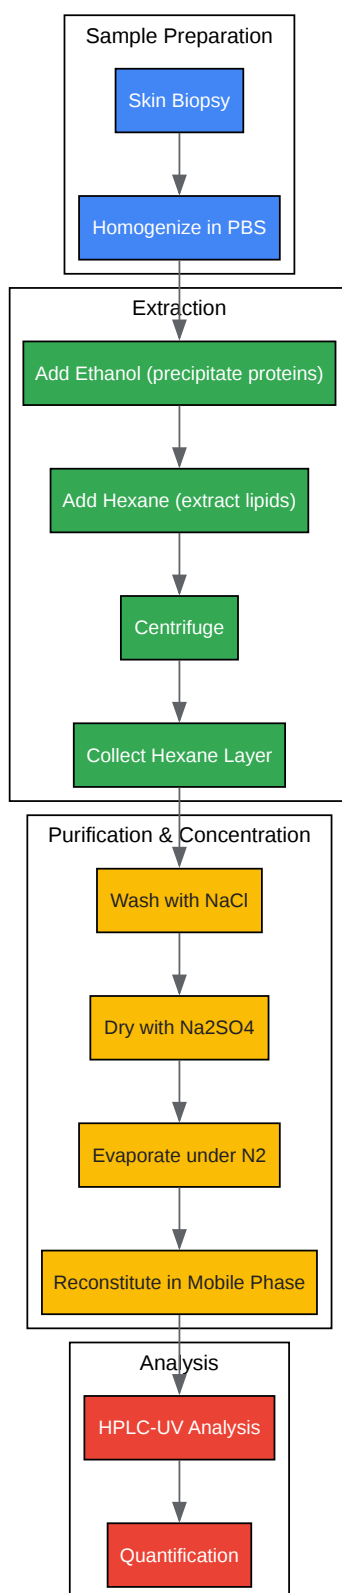 Sample Preparation
Skin Biopsy
Homogenize in PBS
Extraction
Add Ethanol (precipitate proteins)
Add Hexane (extract lipids)
Centrifuge
Collect Hexane Layer
Purification & Concentration
Wash with NaCl
Dry with Na2SO4
Evaporate under N2
Reconstitute in Mobile Phase
Analysis
HPLC-UV Analysis
Quantification